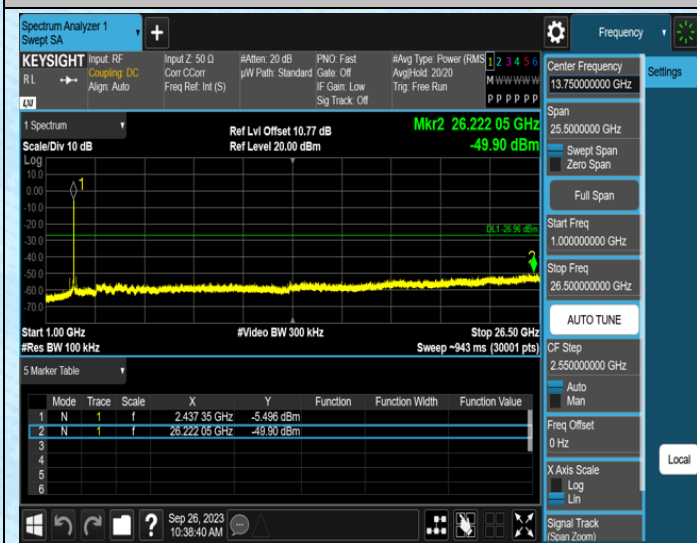 Spectrum Analyzer 1
Swept SA
Frequency
KEYSIGHT
RL
Input: RF
Coupling: DC
Align: Auto
Input Z: 50 Ω
Corr CCorr
Freq Ref: Int (S)
#Atten: 20 dB
µW Path: Standard
PNO: Fast
Gate: Off
IF Gain: Low
Sig Track: Off
#Avg Type: Power (RMS
Avg|Hold: 20/20
Trig: Free Run
1 2 3 4 5 6
M W W W W W
P P P P P P
LXI
1 Spectrum
Scale/Div 10 dB
Ref Lvl Offset 10.77 dB
Ref Level 20.00 dBm
Mkr2 26.222 05 GHz
-49.90 dBm
Log
10.0
0.00
-10.0
-20.0
-30.0
-40.0
-50.0
-60.0
-70.0
1
DL1 -26.96 dBm
2
Start 1.00 GHz
#Video BW 300 kHz
Stop 26.50 GHz
#Res BW 100 kHz
Sweep ~943 ms (30001 pts)
5 Marker Table
Mode Trace Scale X Y Function Function Width Function Value
1 N 1 f 2.437 35 GHz -5.496 dBm
2 N 1 f 26.222 05 GHz -49.90 dBm
3
4
5
6
Sep 26, 2023
10:38:40 AM
Center Frequency
13.750000000 GHz
Span
25.5000000 GHz
Swept Span
Zero Span
Full Span
Start Freq
1.000000000 GHz
Stop Freq
26.500000000 GHz
AUTO TUNE
CF Step
2.550000000 GHz
Auto
Man
Freq Offset
0 Hz
X Axis Scale
Log
Lin
Signal Track
(Span Zoom)
Settings
Local